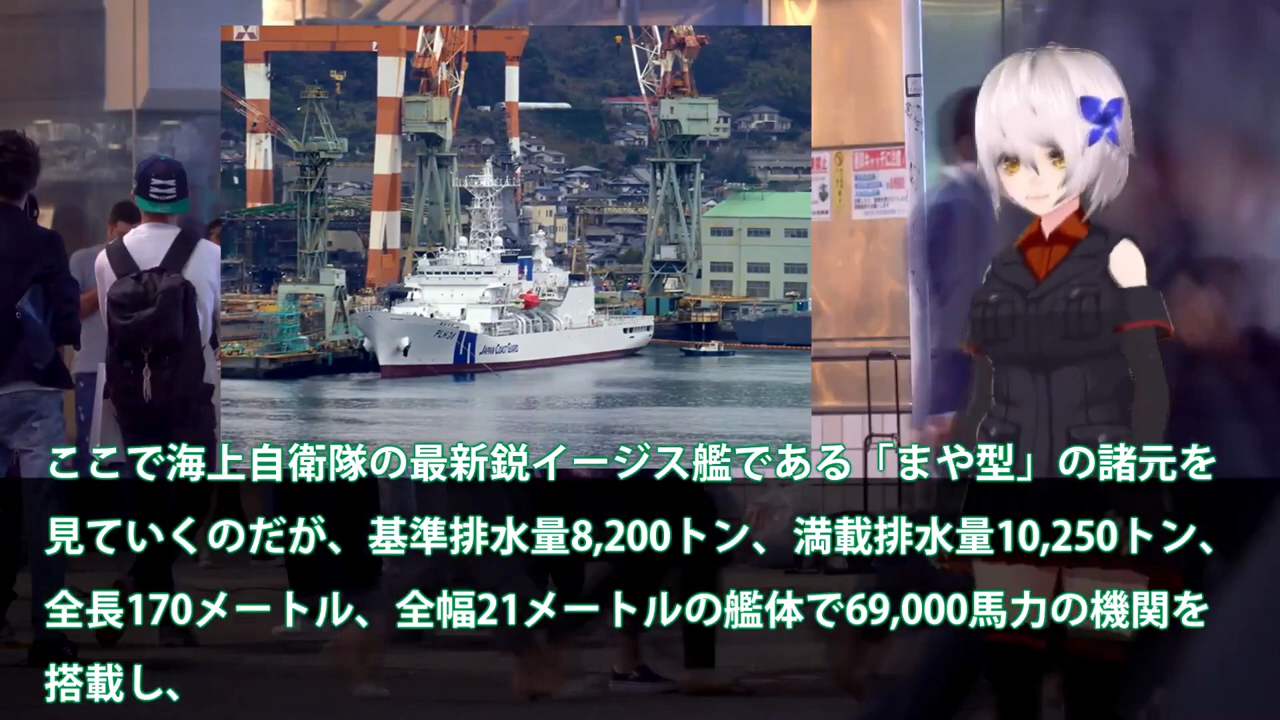 JAPAN COAST GUARD
ここで海上自衛隊の最新鋭イージス艦である「まや型」の諸元を
見ていくのだが、基準排水量8,200トン、満載排水量10,250トン、
全長170メートル、全幅21メートルの艦体で69,000馬力の機関を
搭載し、